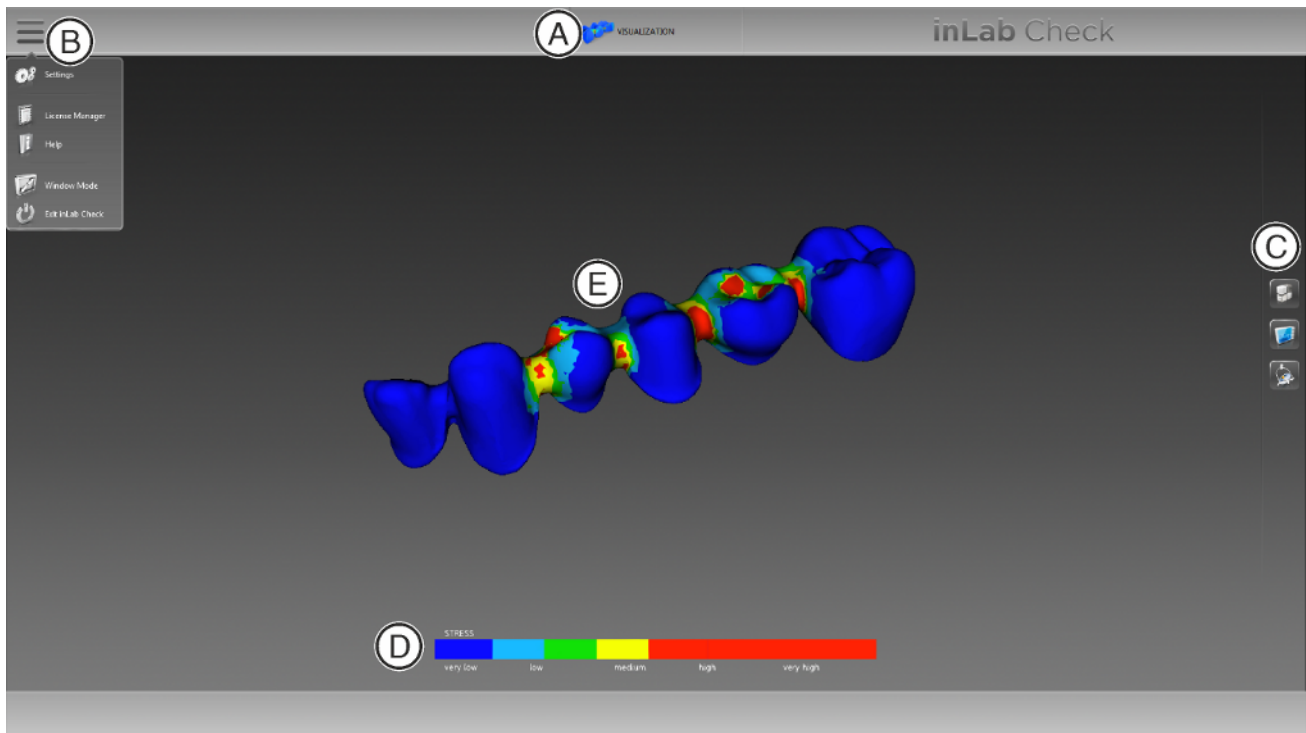 A
VISUALIZATION
inLab Check
B
Settings
License Manager
Help
Window Mode
Exit inLab Check
C
E
D
STRESS
very low low medium high very high